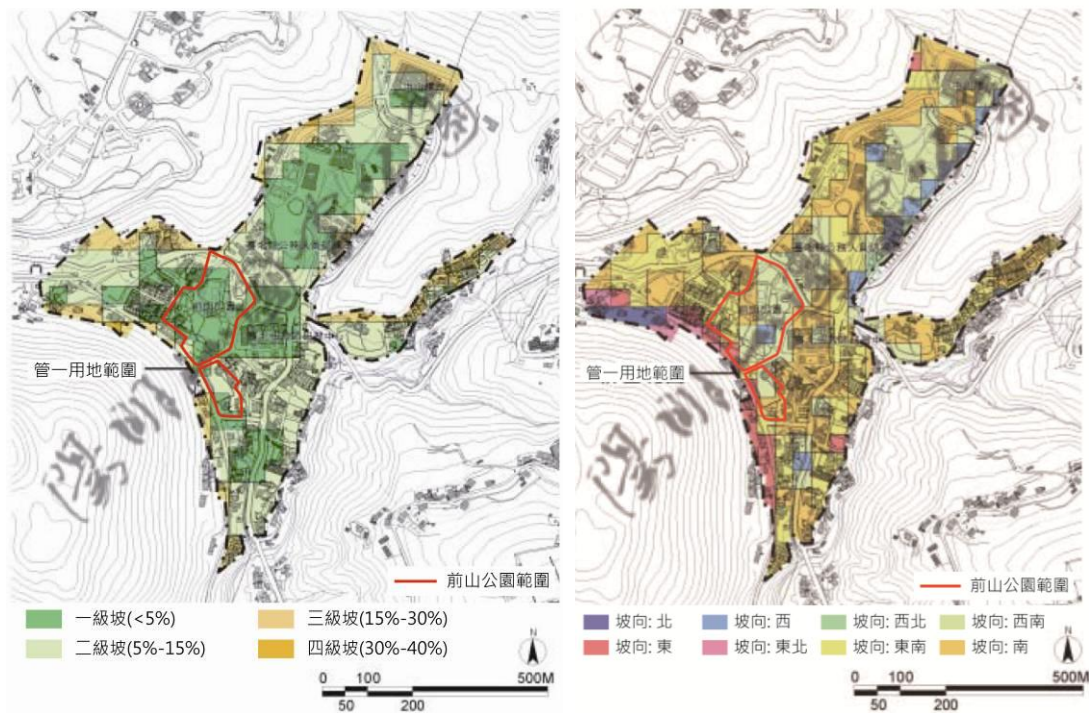 前山公園
管一用地範圍
前山公園範圍
一級坡(<5%)
三級坡(15%-30%)
二級坡(5%-15%)
四級坡(30%-40%)
N
0 100 500M
50 200
管一用地範圍
前山公園範圍
坡向: 北
坡向: 西
坡向: 西北
坡向: 西南
坡向: 東
坡向: 東北
坡向: 東南
坡向: 南
N
0 100 500M
50 200